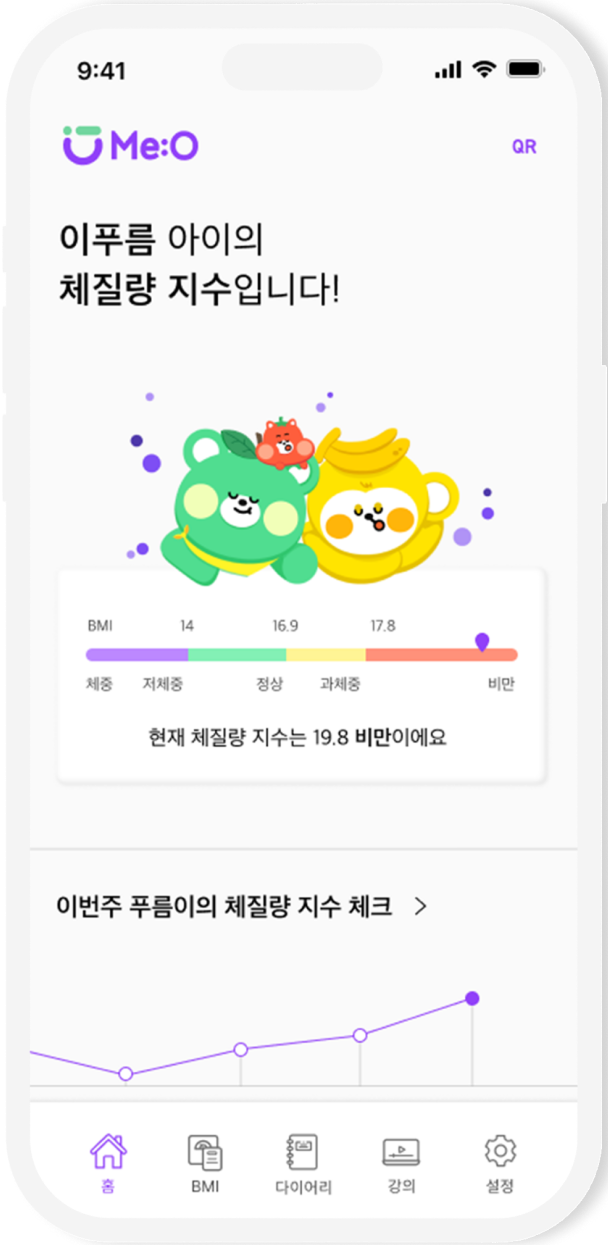 9:41
Me:O
QR
이푸름 아이의
체질량 지수입니다!
BMI 14 16.9 17.8
체중 저체중 정상 과체중 비만
현재 체질량 지수는 19.8 비만이에요
이번주 푸름이의 체질량 지수 체크 >
홈 BMI 다이어리 강의 설정